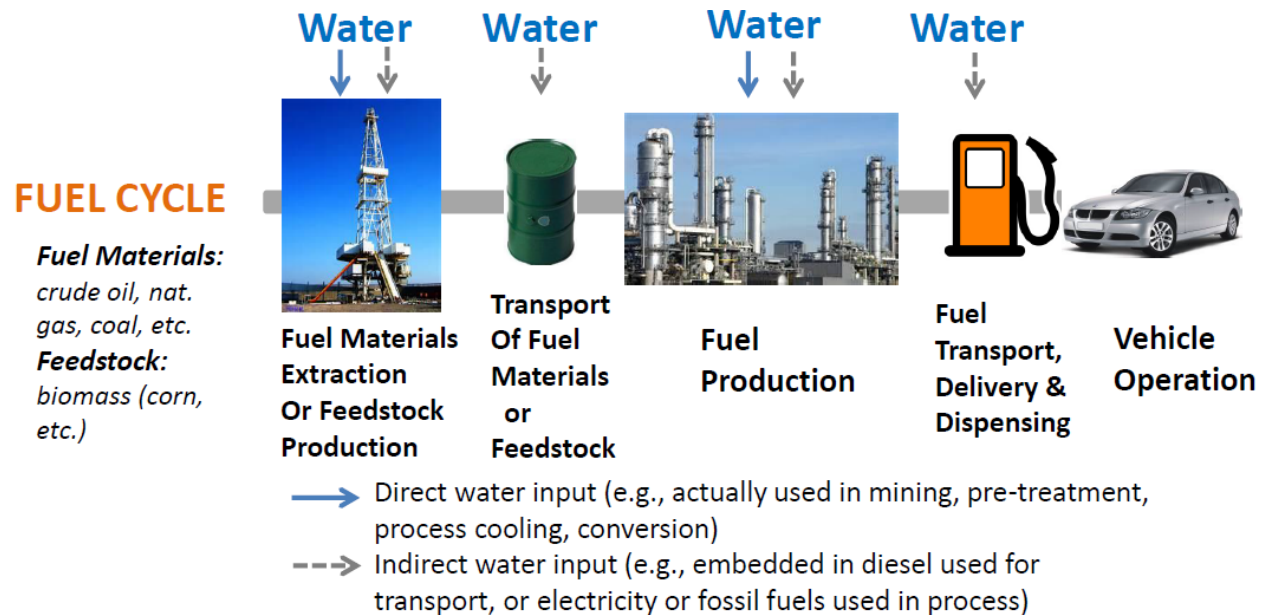 Water
Water
Water
Water
FUEL CYCLE
Fuel Materials:
crude oil, nat.
gas, coal, etc.
Feedstock:
biomass (corn,
etc.)
Fuel Materials
Extraction
Or Feedstock
Production
Transport
Of Fuel
Materials
or
Feedstock
Fuel
Production
Fuel
Transport,
Delivery &
Dispensing
Vehicle
Operation
Direct water input (e.g., actually used in mining, pre-treatment,
process cooling, conversion)
Indirect water input (e.g., embedded in diesel used for
transport, or electricity or fossil fuels used in process)